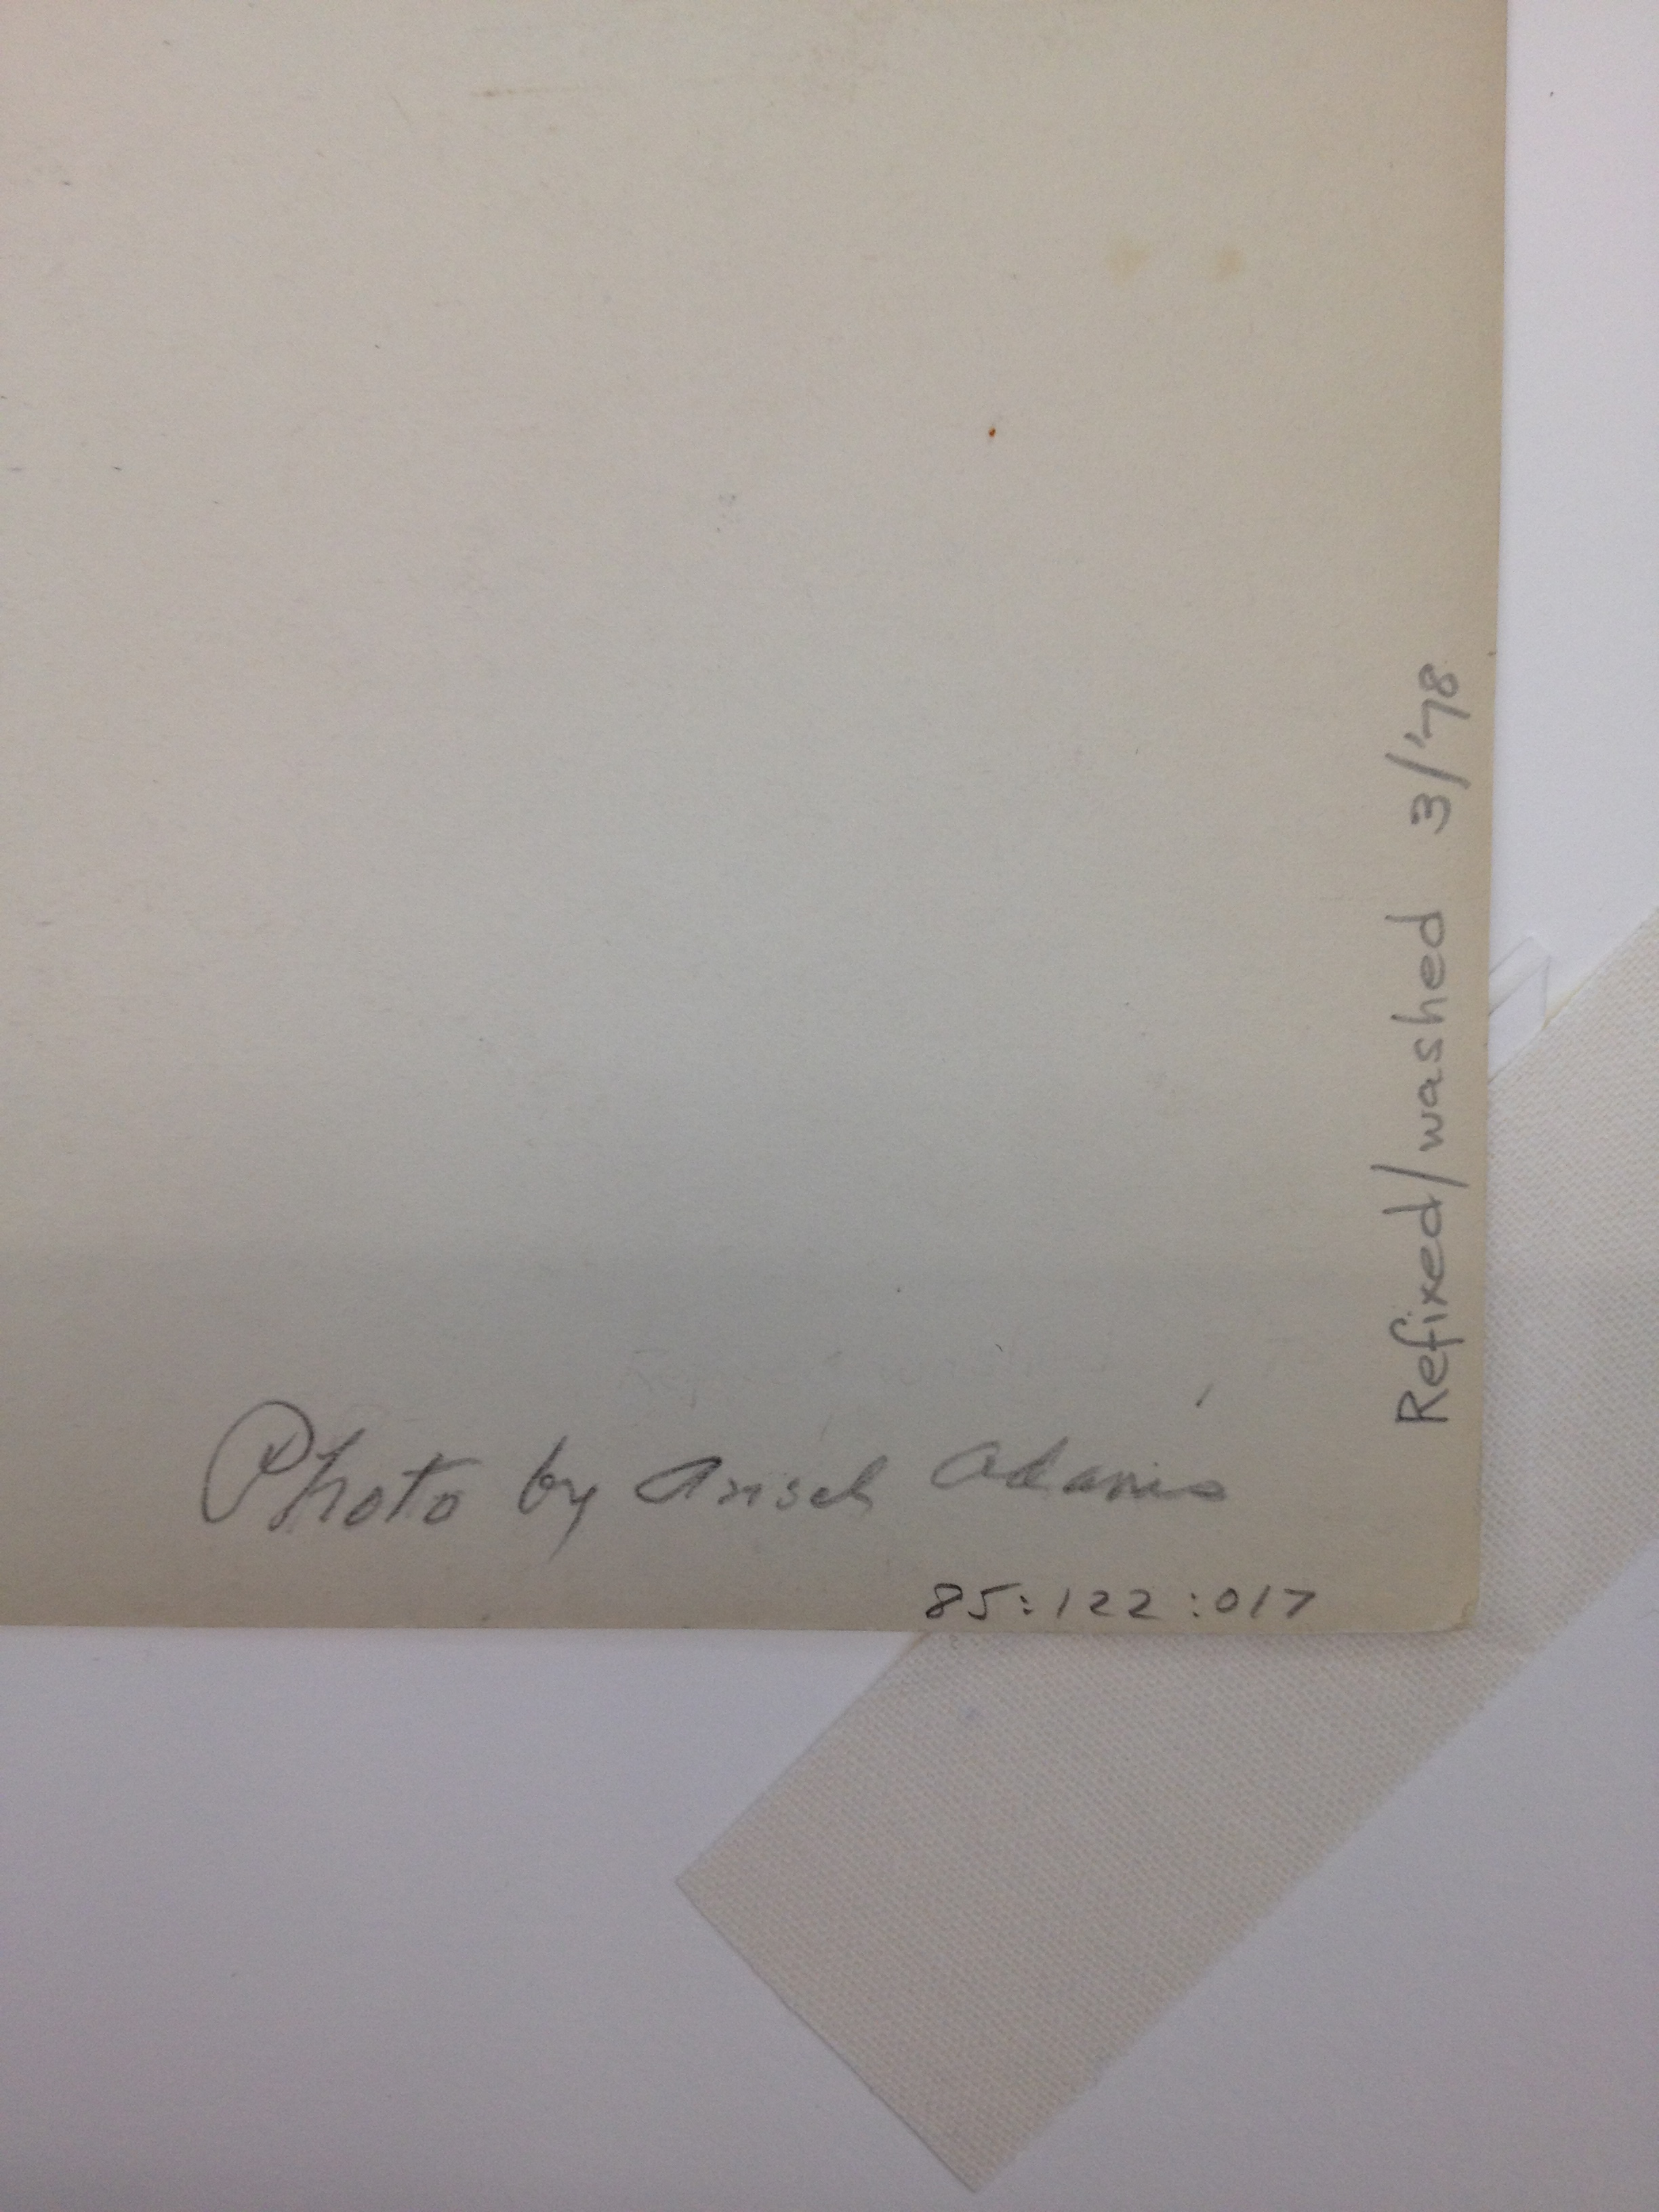 Photo by Ansel Adams
85:122:017
Refixed/washed 3/'78